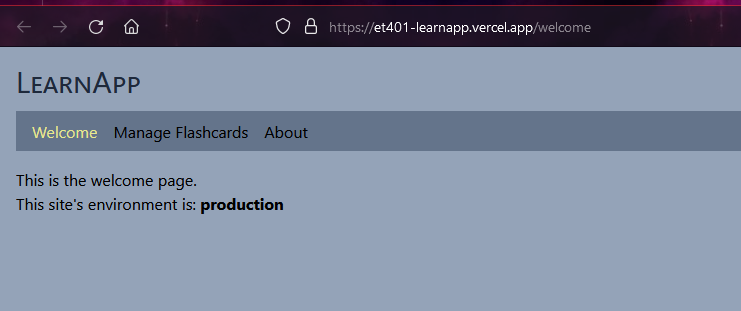 https://et401-learnapp.vercel.app/welcome
LearnApp
Welcome Manage Flashcards About
This is the welcome page.
This site's environment is: production